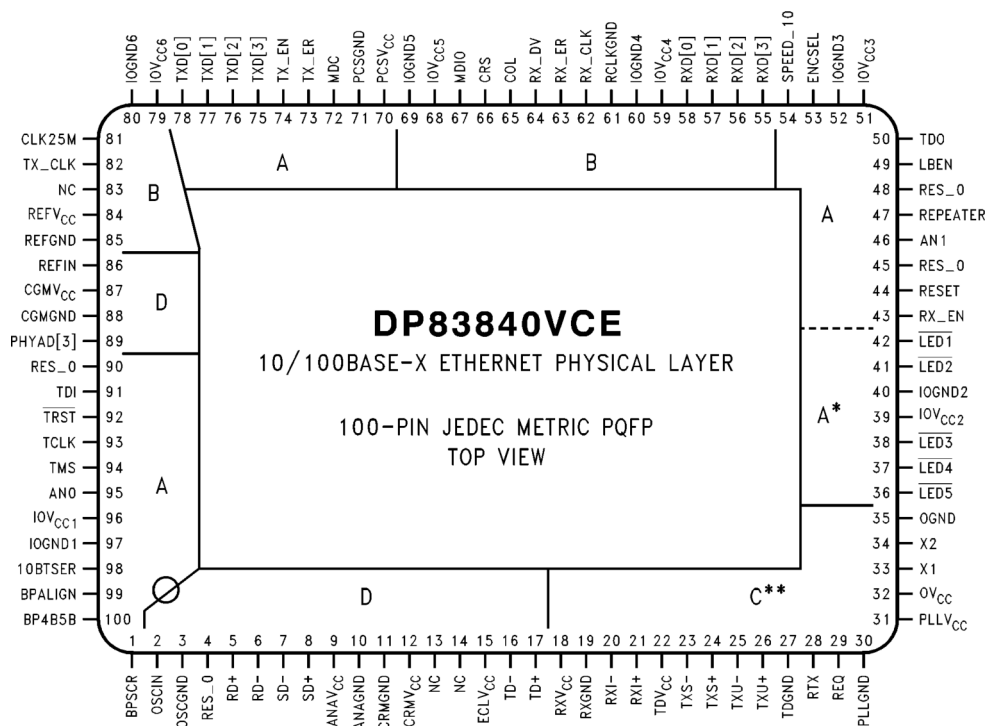 IOGND6 IOVCC6 TXD[0] TXD[1] TXD[2] TXD[3] TX_EN TX_ER MDC PCSGND PCSVCC IOGND5 IOVCC5 MDIO CRS COL RX_DV RX_ER RX_CLK RCLKGND IOGND4 IOVCC4 RXD[0] RXD[1] RXD[2] RXD[3] SPEED_10 ENCSEL IOGND3 IOVCC3
80 79 78 77 76 75 74 73 72 71 70 69 68 67 66 65 64 63 62 61 60 59 58 57 56 55 54 53 52 51
CLK25M 81
TX_CLK 82
NC 83
REFVCC 84
REFGND 85
REFIN 86
CGMVCC 87
CGMGND 88
PHYAD[3] 89
RES_0 90
TDI 91
TRST 92
TCLK 93
TMS 94
AN0 95
IOVCC1 96
IOGND1 97
10BTSER 98
BPALIGN 99
BP4B5B 100
B
D
A
A
B
DP83840VCE
10/100BASE-X ETHERNET PHYSICAL LAYER
100-PIN JEDEC METRIC PQFP
TOP VIEW
D
C**
A
A*
50 TDO
49 LBEN
48 RES_0
47 REPEATER
46 AN1
45 RES_0
44 RESET
43 RX_EN
42 LED1
41 LED2
40 IOGND2
39 IOVCC2
38 LED3
37 LED4
36 LED5
35 OGND
34 X2
33 X1
32 OVCC
31 PLLVCC
1 2 3 4 5 6 7 8 9 10 11 12 13 14 15 16 17 18 19 20 21 22 23 24 25 26 27 28 29 30
BPSCR OSCIN OSCGND RES_0 RD+ RD- SD- SD+ ANAVCC ANAGND CRMGND CRMVCC NC NC ECLVCC TD- TD+ RXVCC RXGND RXI- RXI+ TDVCC TXS- TXS+ TXU- TXU+ TDGND RTX REQ PLLGND